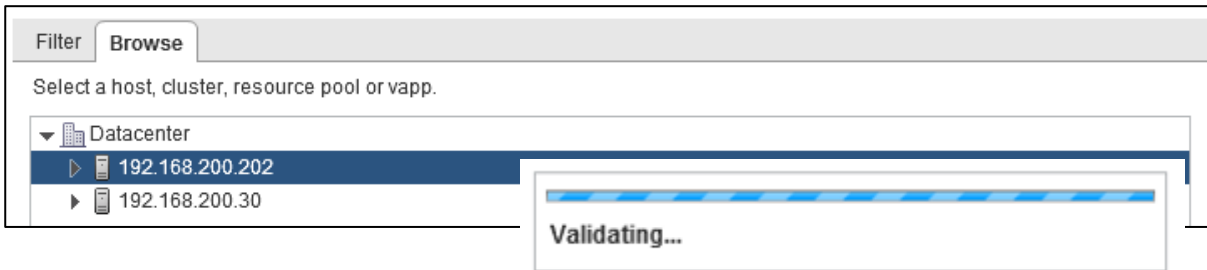 Filter Browse
Select a host, cluster, resource pool or vapp.
Datacenter
192.168.200.202
192.168.200.30
Validating...